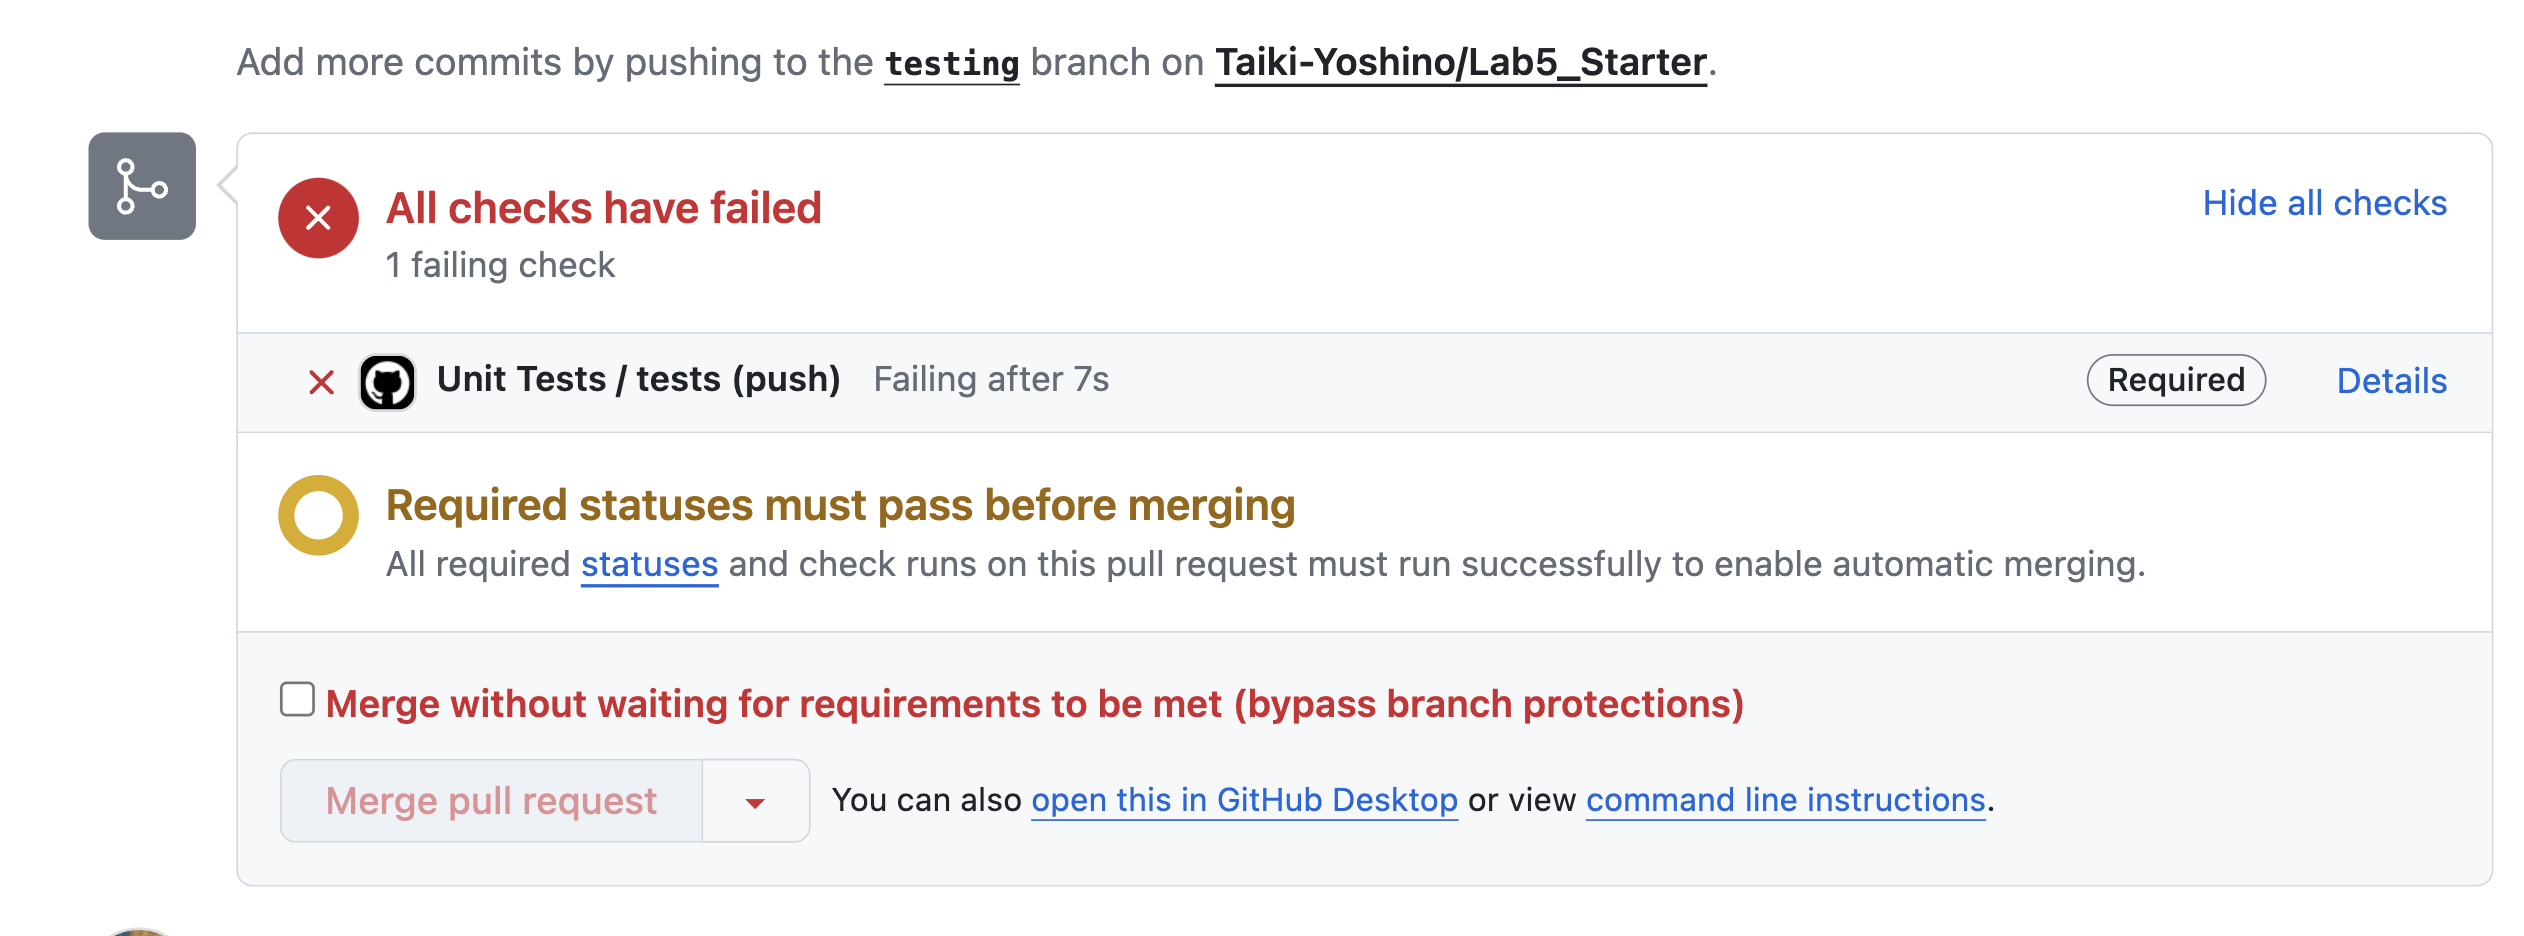 Add more commits by pushing to the testing branch on Taiki-Yoshino/Lab5_Starter.
All checks have failed
Hide all checks
1 failing check
Unit Tests / tests (push) Failing after 7s
Required
Details
Required statuses must pass before merging
All required statuses and check runs on this pull request must run successfully to enable automatic merging.
Merge without waiting for requirements to be met (bypass branch protections)
Merge pull request
You can also open this in GitHub Desktop or view command line instructions.